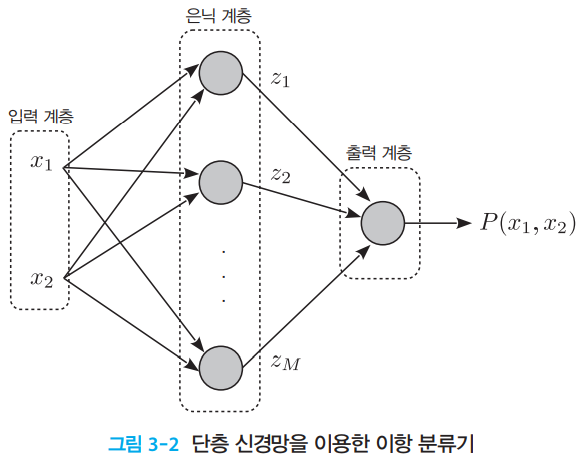 은닉 계층
입력 계층
출력 계층
x₁
x₂
z₁
z₂
·
·
·
z_M
P(x₁, x₂)
그림 3-2 단층 신경망을 이용한 이항 분류기